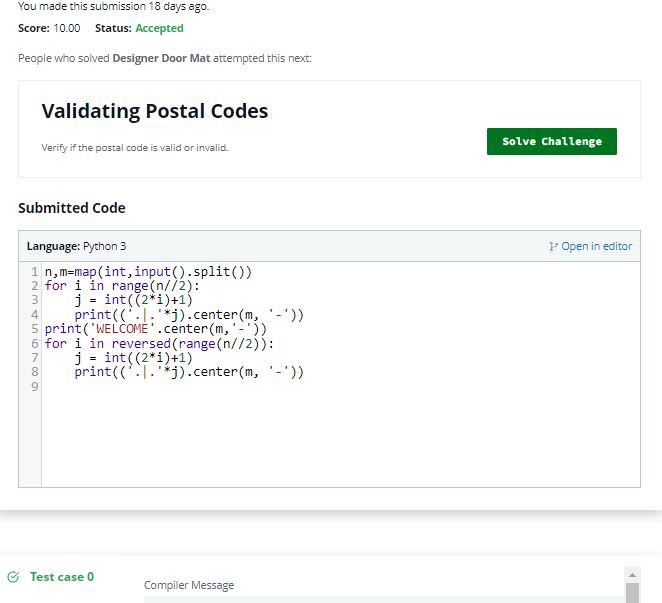 You made this submission 18 days ago.
Score: 10.00 Status: Accepted
People who solved Designer Door Mat attempted this next:
Validating Postal Codes
Verify if the postal code is valid or invalid.
Solve Challenge
Submitted Code
Language: Python 3
Open in editor
1 n,m=map(int,input().split())
2 for i in range(n//2):
3     j = int((2*i)+1)
4     print(('.|.'*j).center(m, '-'))
5 print('WELCOME'.center(m,'-'))
6 for i in reversed(range(n//2)):
7     j = int((2*i)+1)
8     print(('.|.'*j).center(m, '-'))
9
Test case 0
Compiler Message